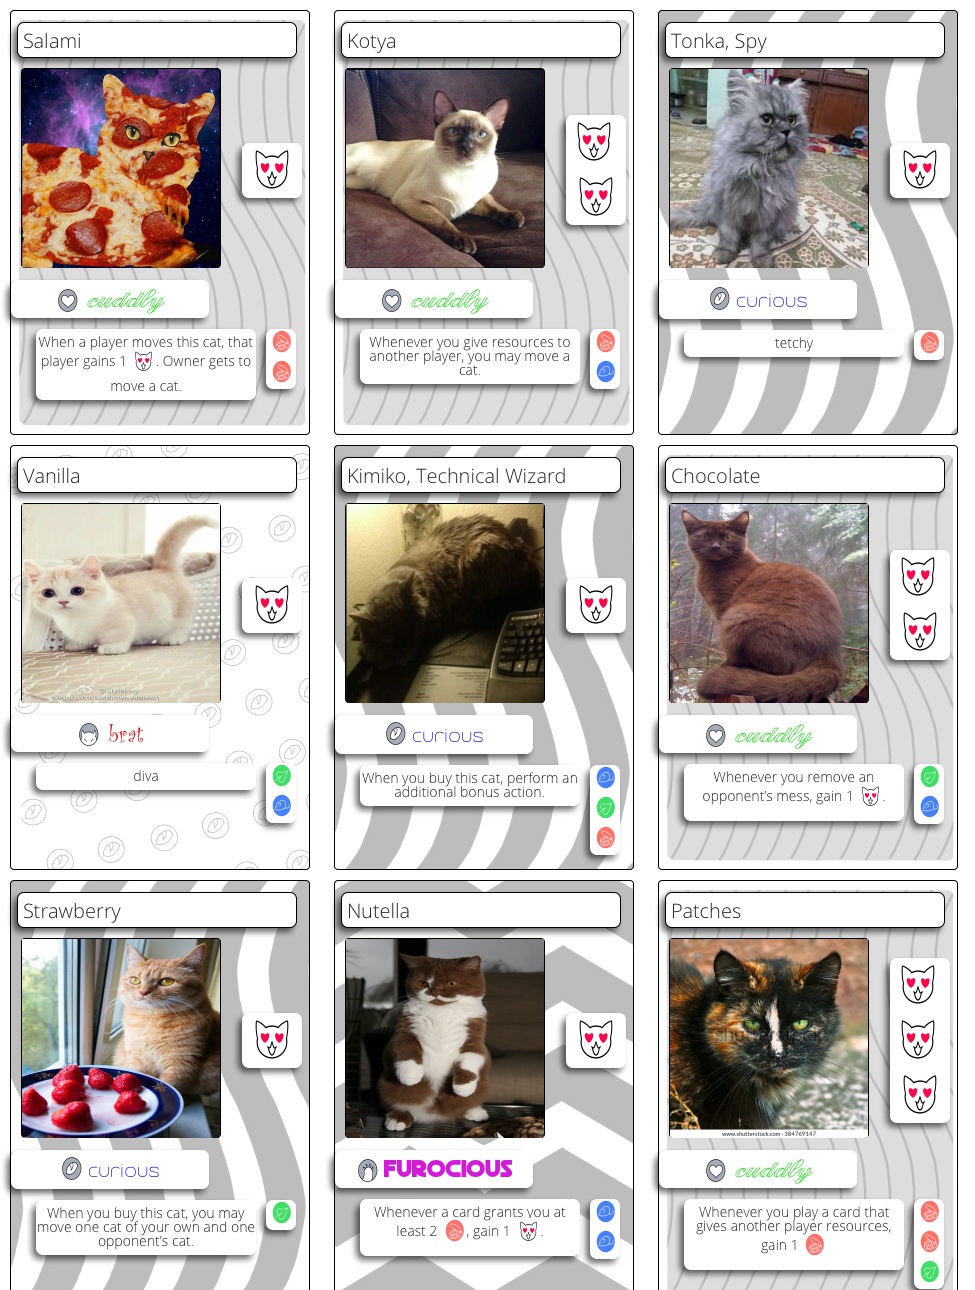 Salami
cuddly
When a player moves this cat, that
player gains 1 . Owner gets to
move a cat.
Kotya
cuddly
Whenever you give resources to
another player, you may move a
cat.
Tonka, Spy
curious
tetchy
Vanilla
brat
diva
Kimiko, Technical Wizard
curious
When you buy this cat, perform an
additional bonus action.
Chocolate
cuddly
Whenever you remove an
opponent's mess, gain 1 .
Strawberry
curious
When you buy this cat, you may
move one cat of your own and one
opponent's cat.
Nutella
FUROCIOUS
Whenever a card grants you at
least 2 , gain 1 .
Patches
www.shutterstock.com · 384769147
cuddly
Whenever you play a card that
gives another player resources,
gain 1